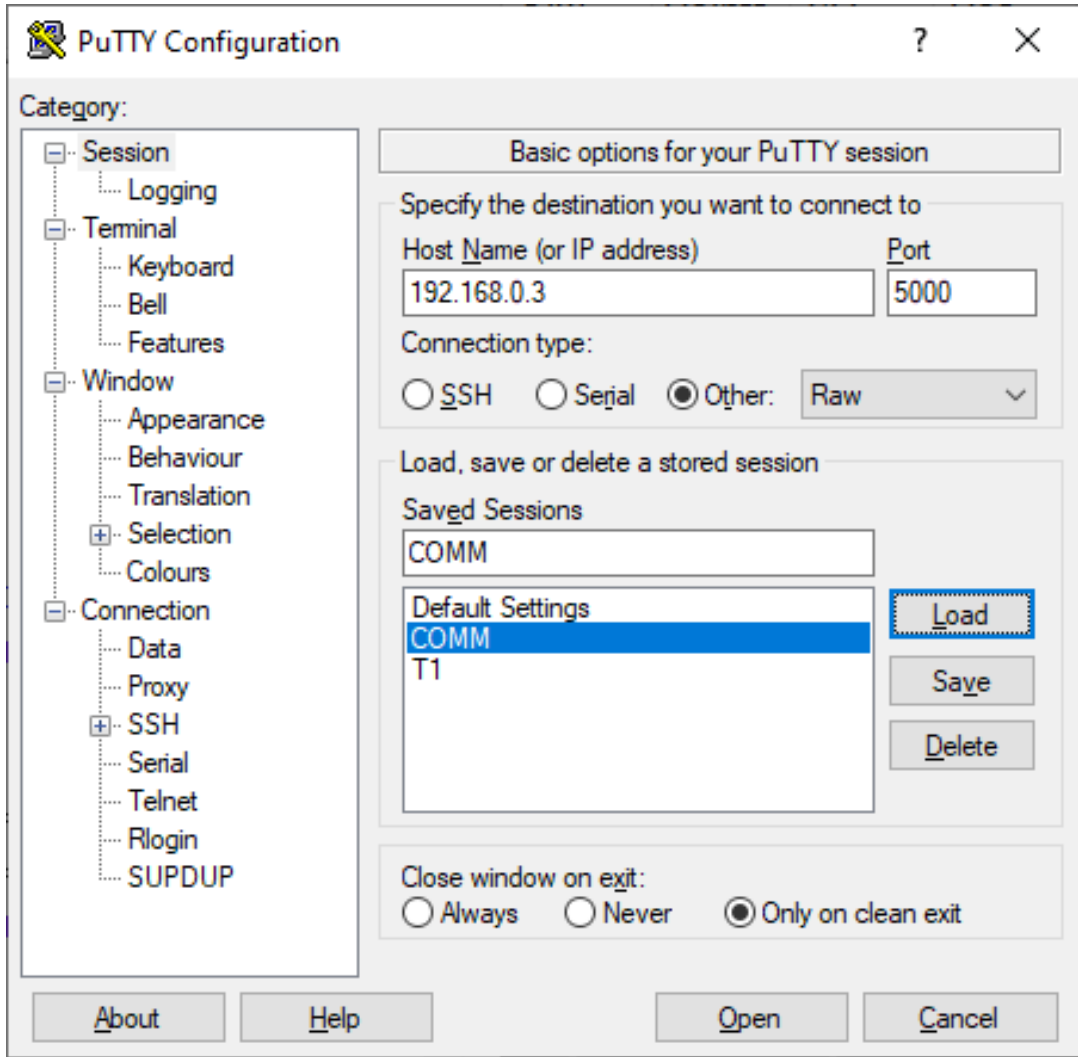 PuTTY Configuration
?
Category:
Session
Logging
Terminal
Keyboard
Bell
Features
Window
Appearance
Behaviour
Translation
Selection
Colours
Connection
Data
Proxy
SSH
Serial
Telnet
Rlogin
SUPDUP
Basic options for your PuTTY session
Specify the destination you want to connect to
Host Name (or IP address) Port
192.168.0.3 5000
Connection type:
SSH Serial Other: Raw
Load, save or delete a stored session
Saved Sessions
COMM
Default Settings
COMM
T1
Load
Save
Delete
Close window on exit:
Always Never Only on clean exit
About Help Open Cancel